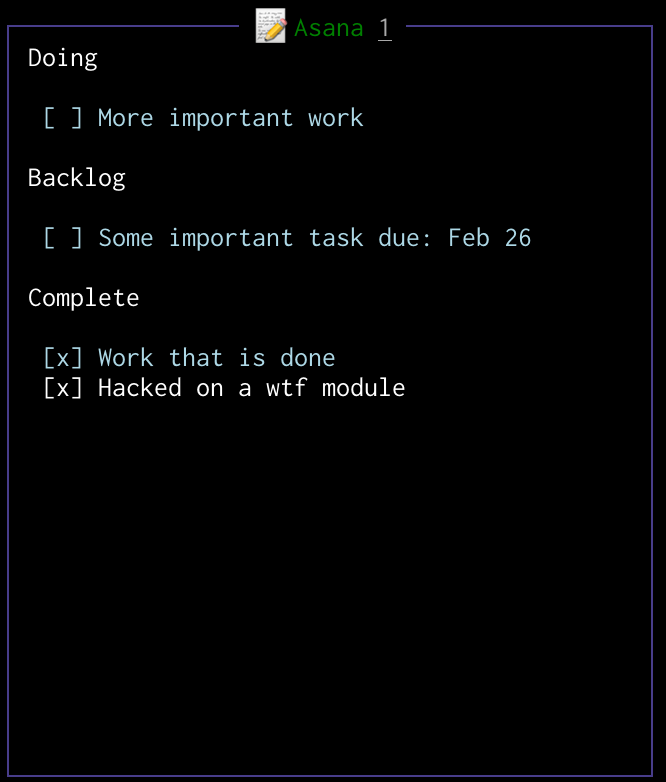 Asana 1
Doing
[ ] More important work
Backlog
[ ] Some important task due: Feb 26
Complete
[x] Work that is done
[x] Hacked on a wtf module